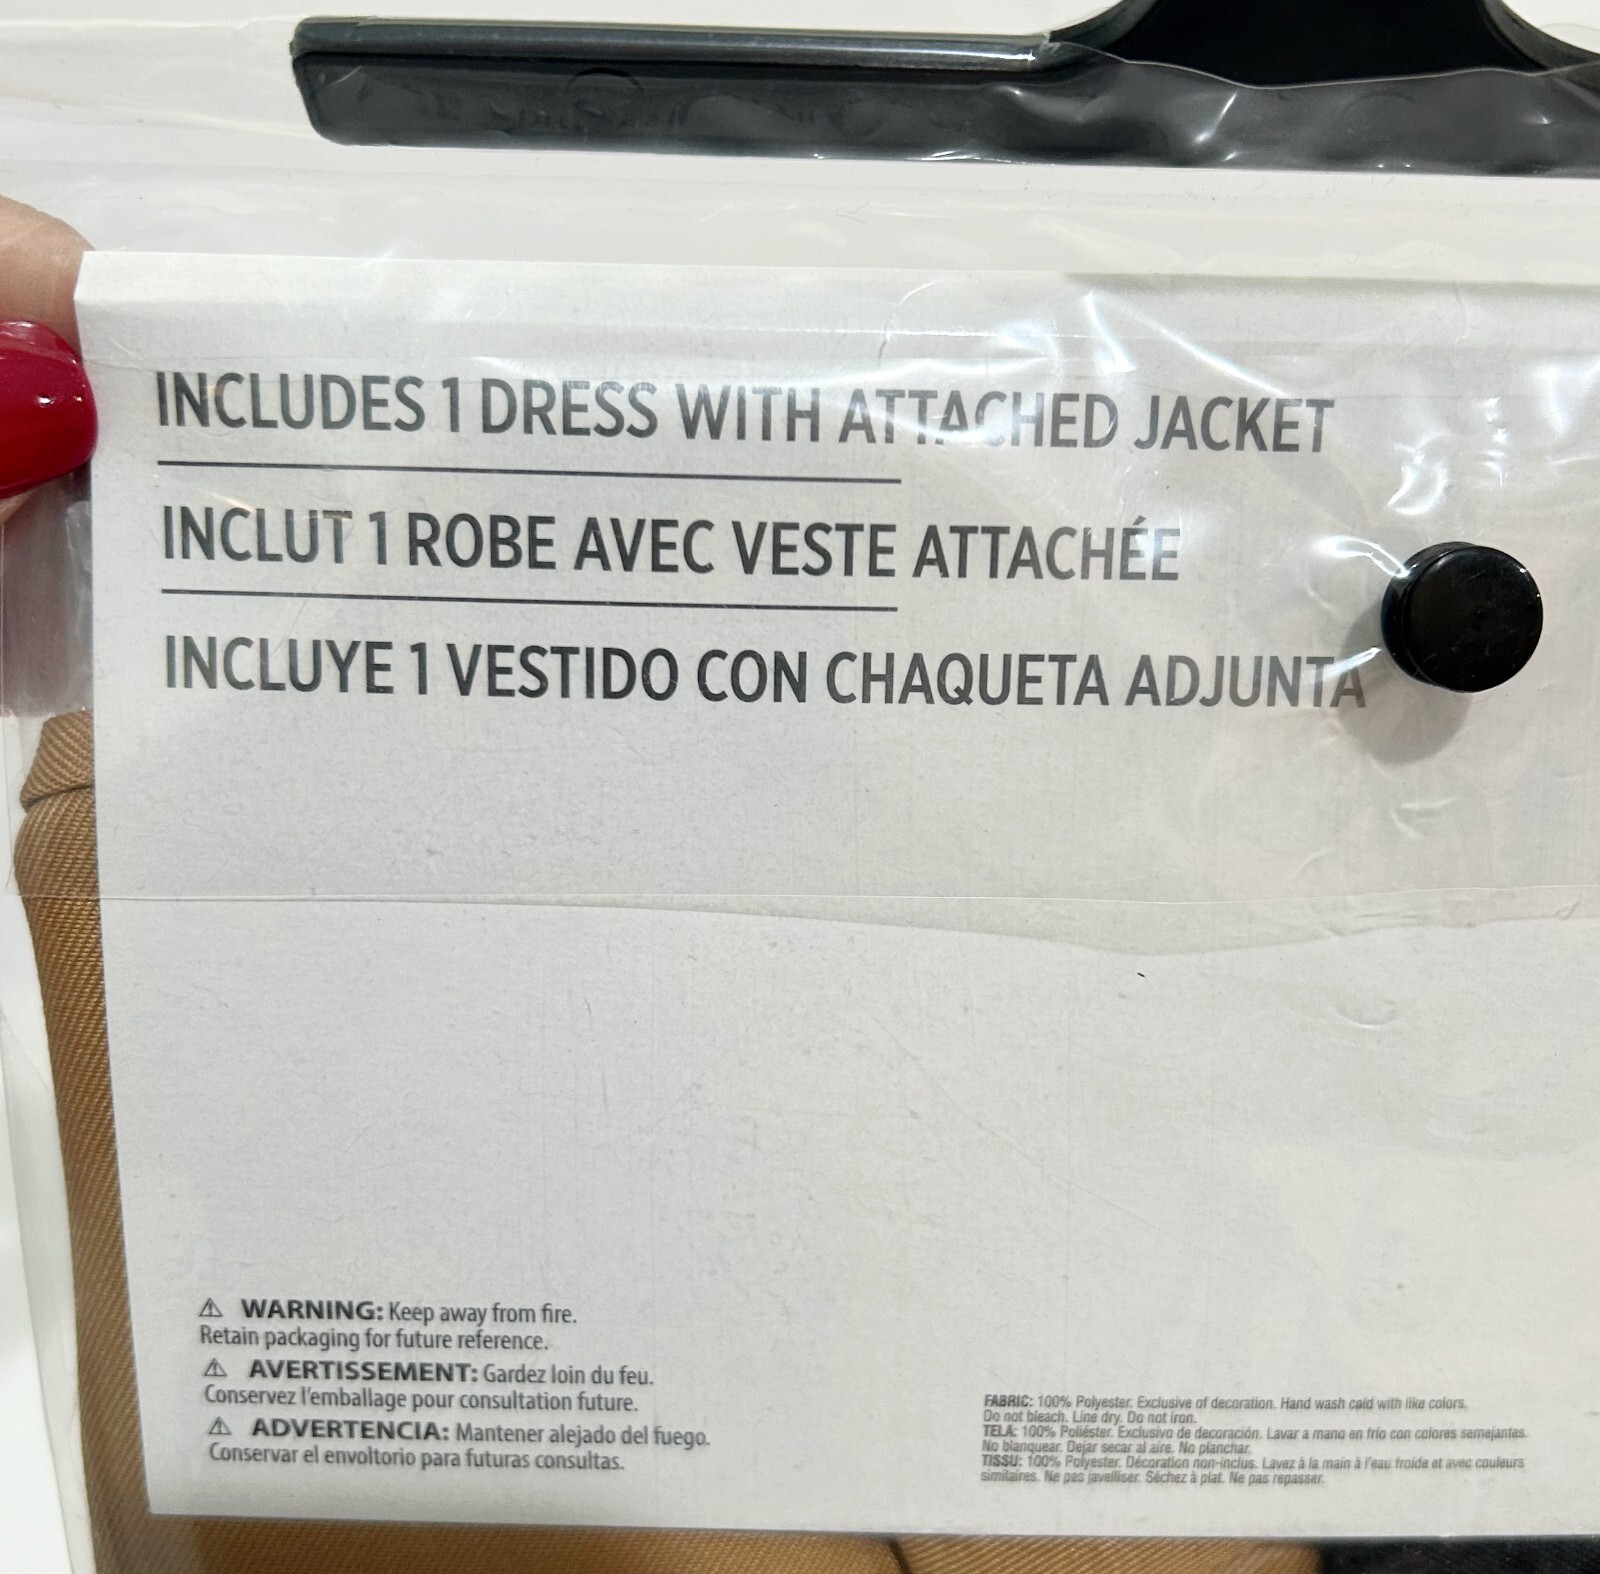 INCLUDES 1 DRESS WITH ATTACHED JACKET
INCLUT 1 ROBE AVEC VESTE ATTACHÉE
INCLUYE 1 VESTIDO CON CHAQUETA ADJUNTA
⚠ WARNING: Keep away from fire.
Retain packaging for future reference.
⚠ AVERTISSEMENT: Gardez loin du feu.
Conservez l'emballage pour consultation future.
⚠ ADVERTENCIA: Mantener alejado del fuego.
Conservar el envoltorio para futuras consultas.
FABRIC: 100% Polyester. Exclusive of decoration. Hand wash cold with like colors.
Do not bleach. Line dry. Do not iron.
TELA: 100% Poliéster. Exclusivo de decoración. Lavar a mano en frío con colores semejantes.
No blanquear. Dejar secar al aire. No planchar.
TISSU: 100% Polyester. Décoration non-inclus. Lavez à la main à l'eau froide et avec couleurs
similaires. Ne pas javelliser. Séchez à plat. Ne pas repasser.